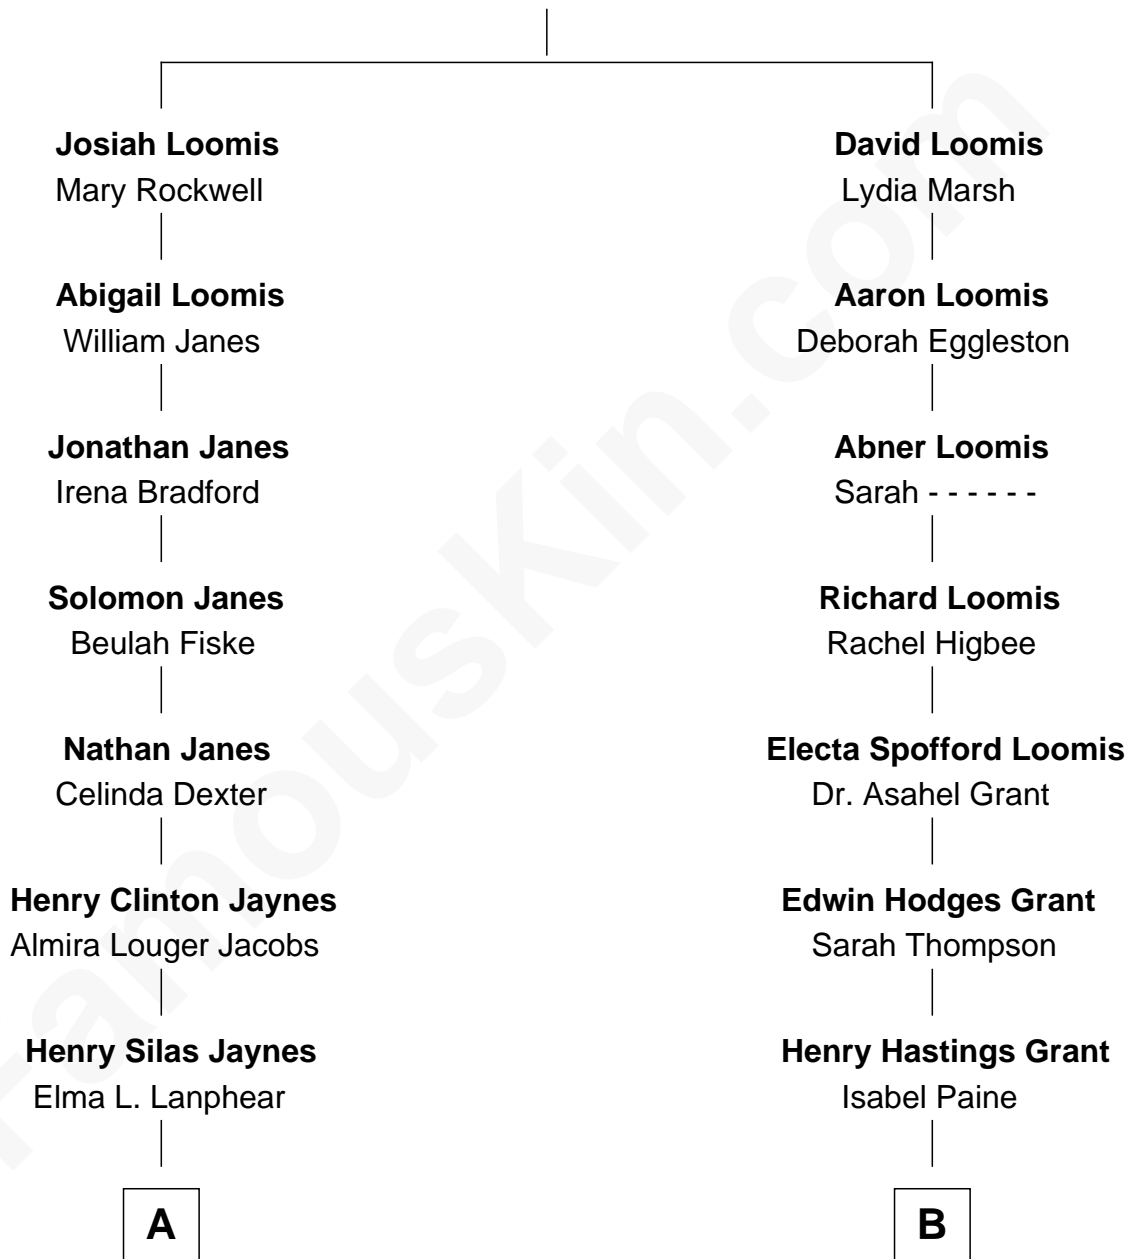 Josiah Loomis
Mary Rockwell
David Loomis
Lydia Marsh
Abigail Loomis
William Janes
Aaron Loomis
Deborah Eggleston
Jonathan Janes
Irena Bradford
Abner Loomis
Sarah - - - - - -
Solomon Janes
Beulah Fiske
Richard Loomis
Rachel Higbee
Nathan Janes
Celinda Dexter
Electa Spofford Loomis
Dr. Asahel Grant
Henry Clinton Jaynes
Almira Louger Jacobs
Edwin Hodges Grant
Sarah Thompson
Henry Silas Jaynes
Elma L. Lanphear
Henry Hastings Grant
Isabel Paine
A
B
FamousKin.com